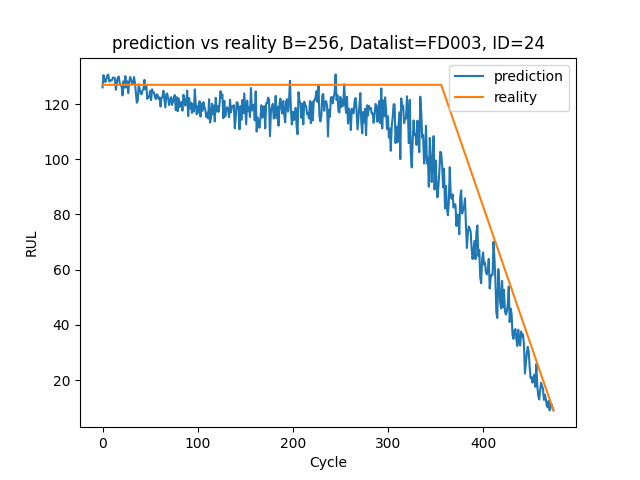 prediction vs reality B=256, Datalist=FD003, ID=24
prediction
reality
RUL
120
100
80
60
40
20
0 100 200 300 400
Cycle